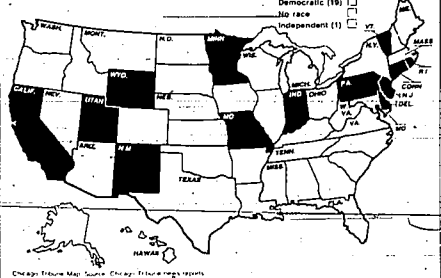 Democratic (19)
No race
Independent (1)
WASH.
MONT.
N.D.
MINN
ME.
VT.
N.Y.
MASS
R I
CONN
N J
DEL.
MD
WIS.
MICH.
WYO.
CALIF.
NEV.
UTAH
NEB.
IND
OHIO
PA.
W.
VA.
VA.
MO
ARIZ.
N M
TENN.
MISS.
TEXAS
FLA.
HAWAII
Chicago Tribune Map. Source: Chicago Tribune news reports